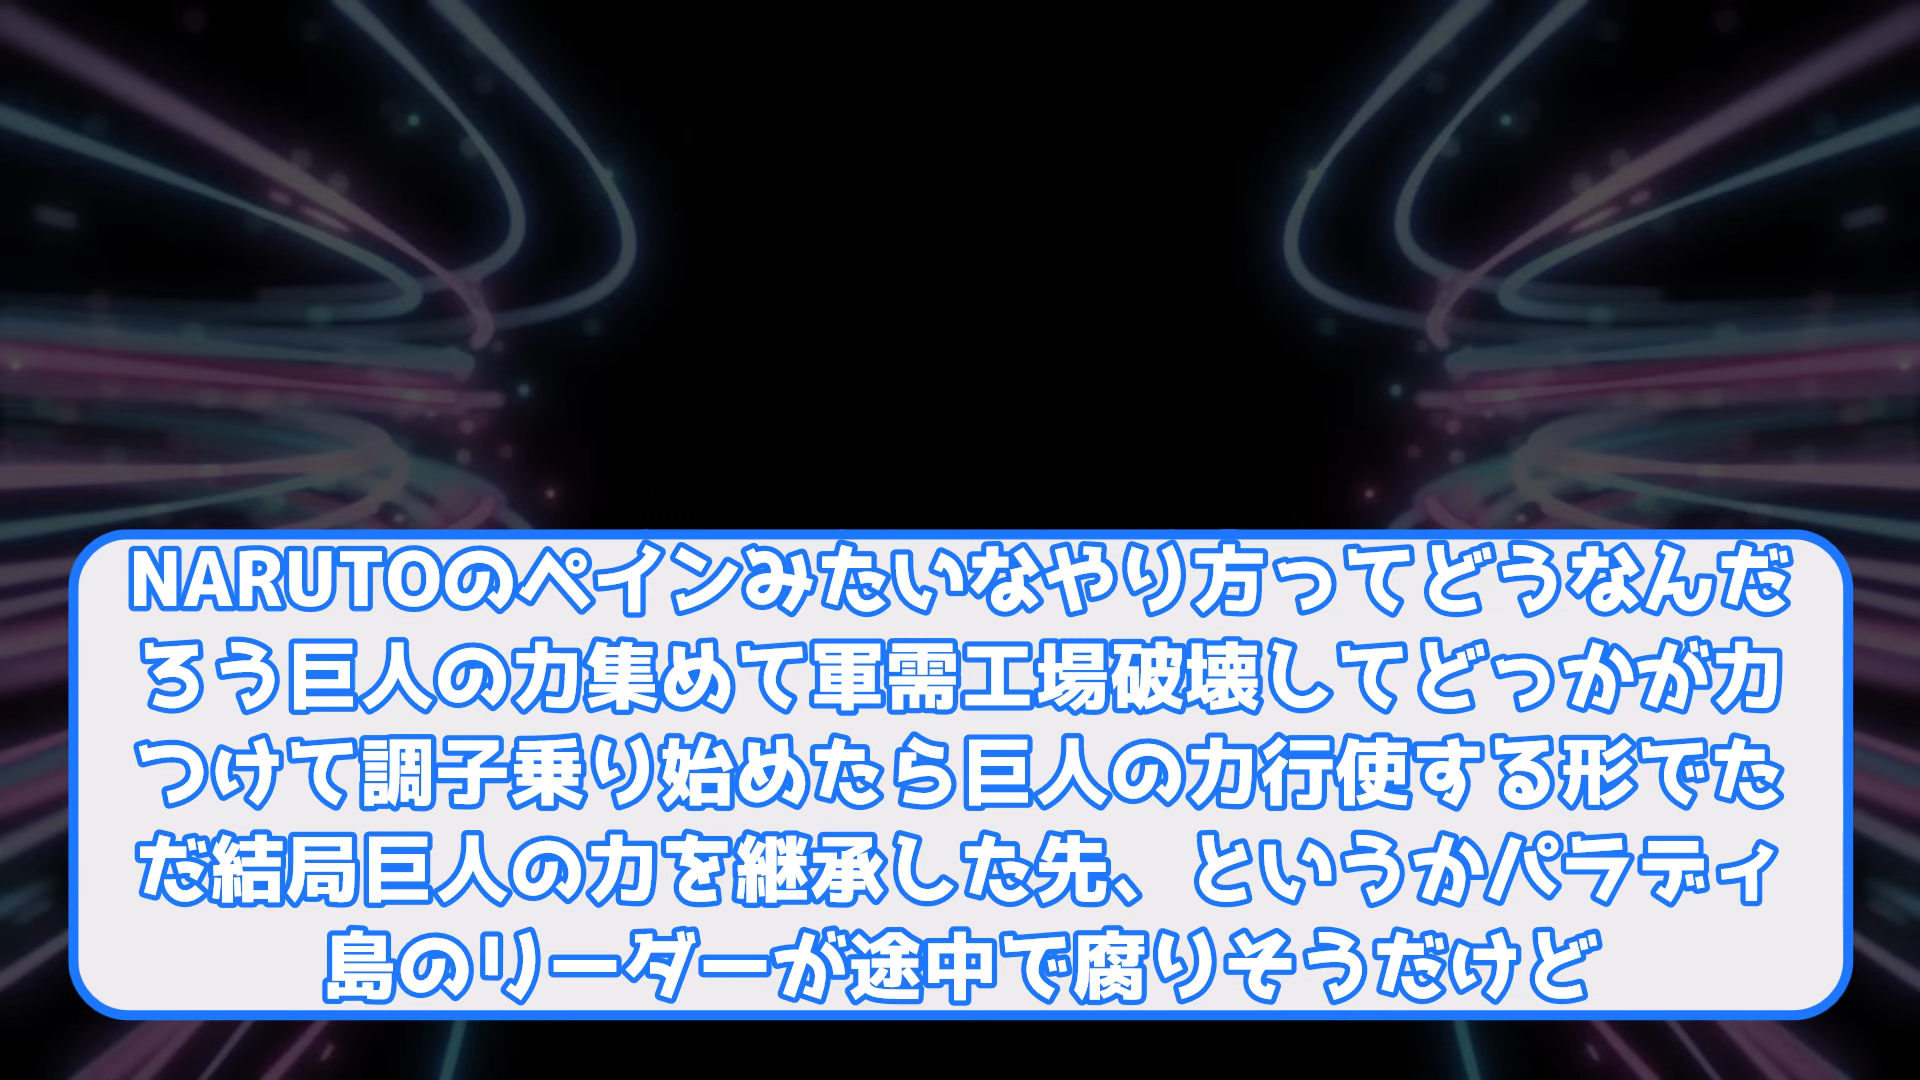 NARUTOのペインみたいなやり方ってどうなんだ
ろう巨人の力集めて軍需工場破壊してどっかが力
つけて調子乗り始めたら巨人の力行使する形でた
だ結局巨人の力を継承した先、というかパラディ
島のリーダーが途中で腐りそうだけど